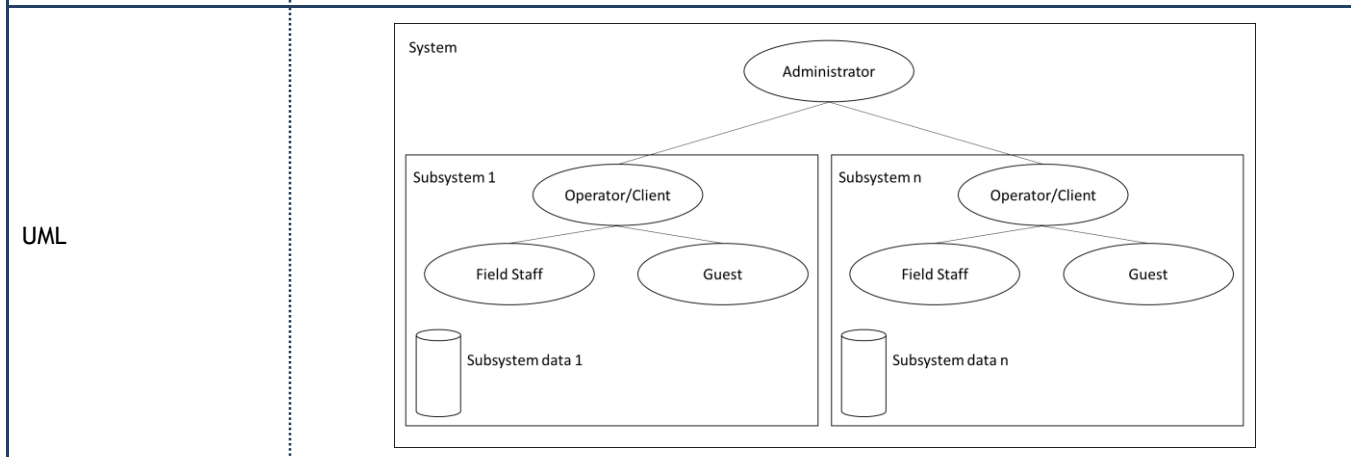 System
Administrator
Subsystem 1
Operator/Client
Subsystem n
Operator/Client
UML
Field Staff
Guest
Field Staff
Guest
Subsystem data 1
Subsystem data n